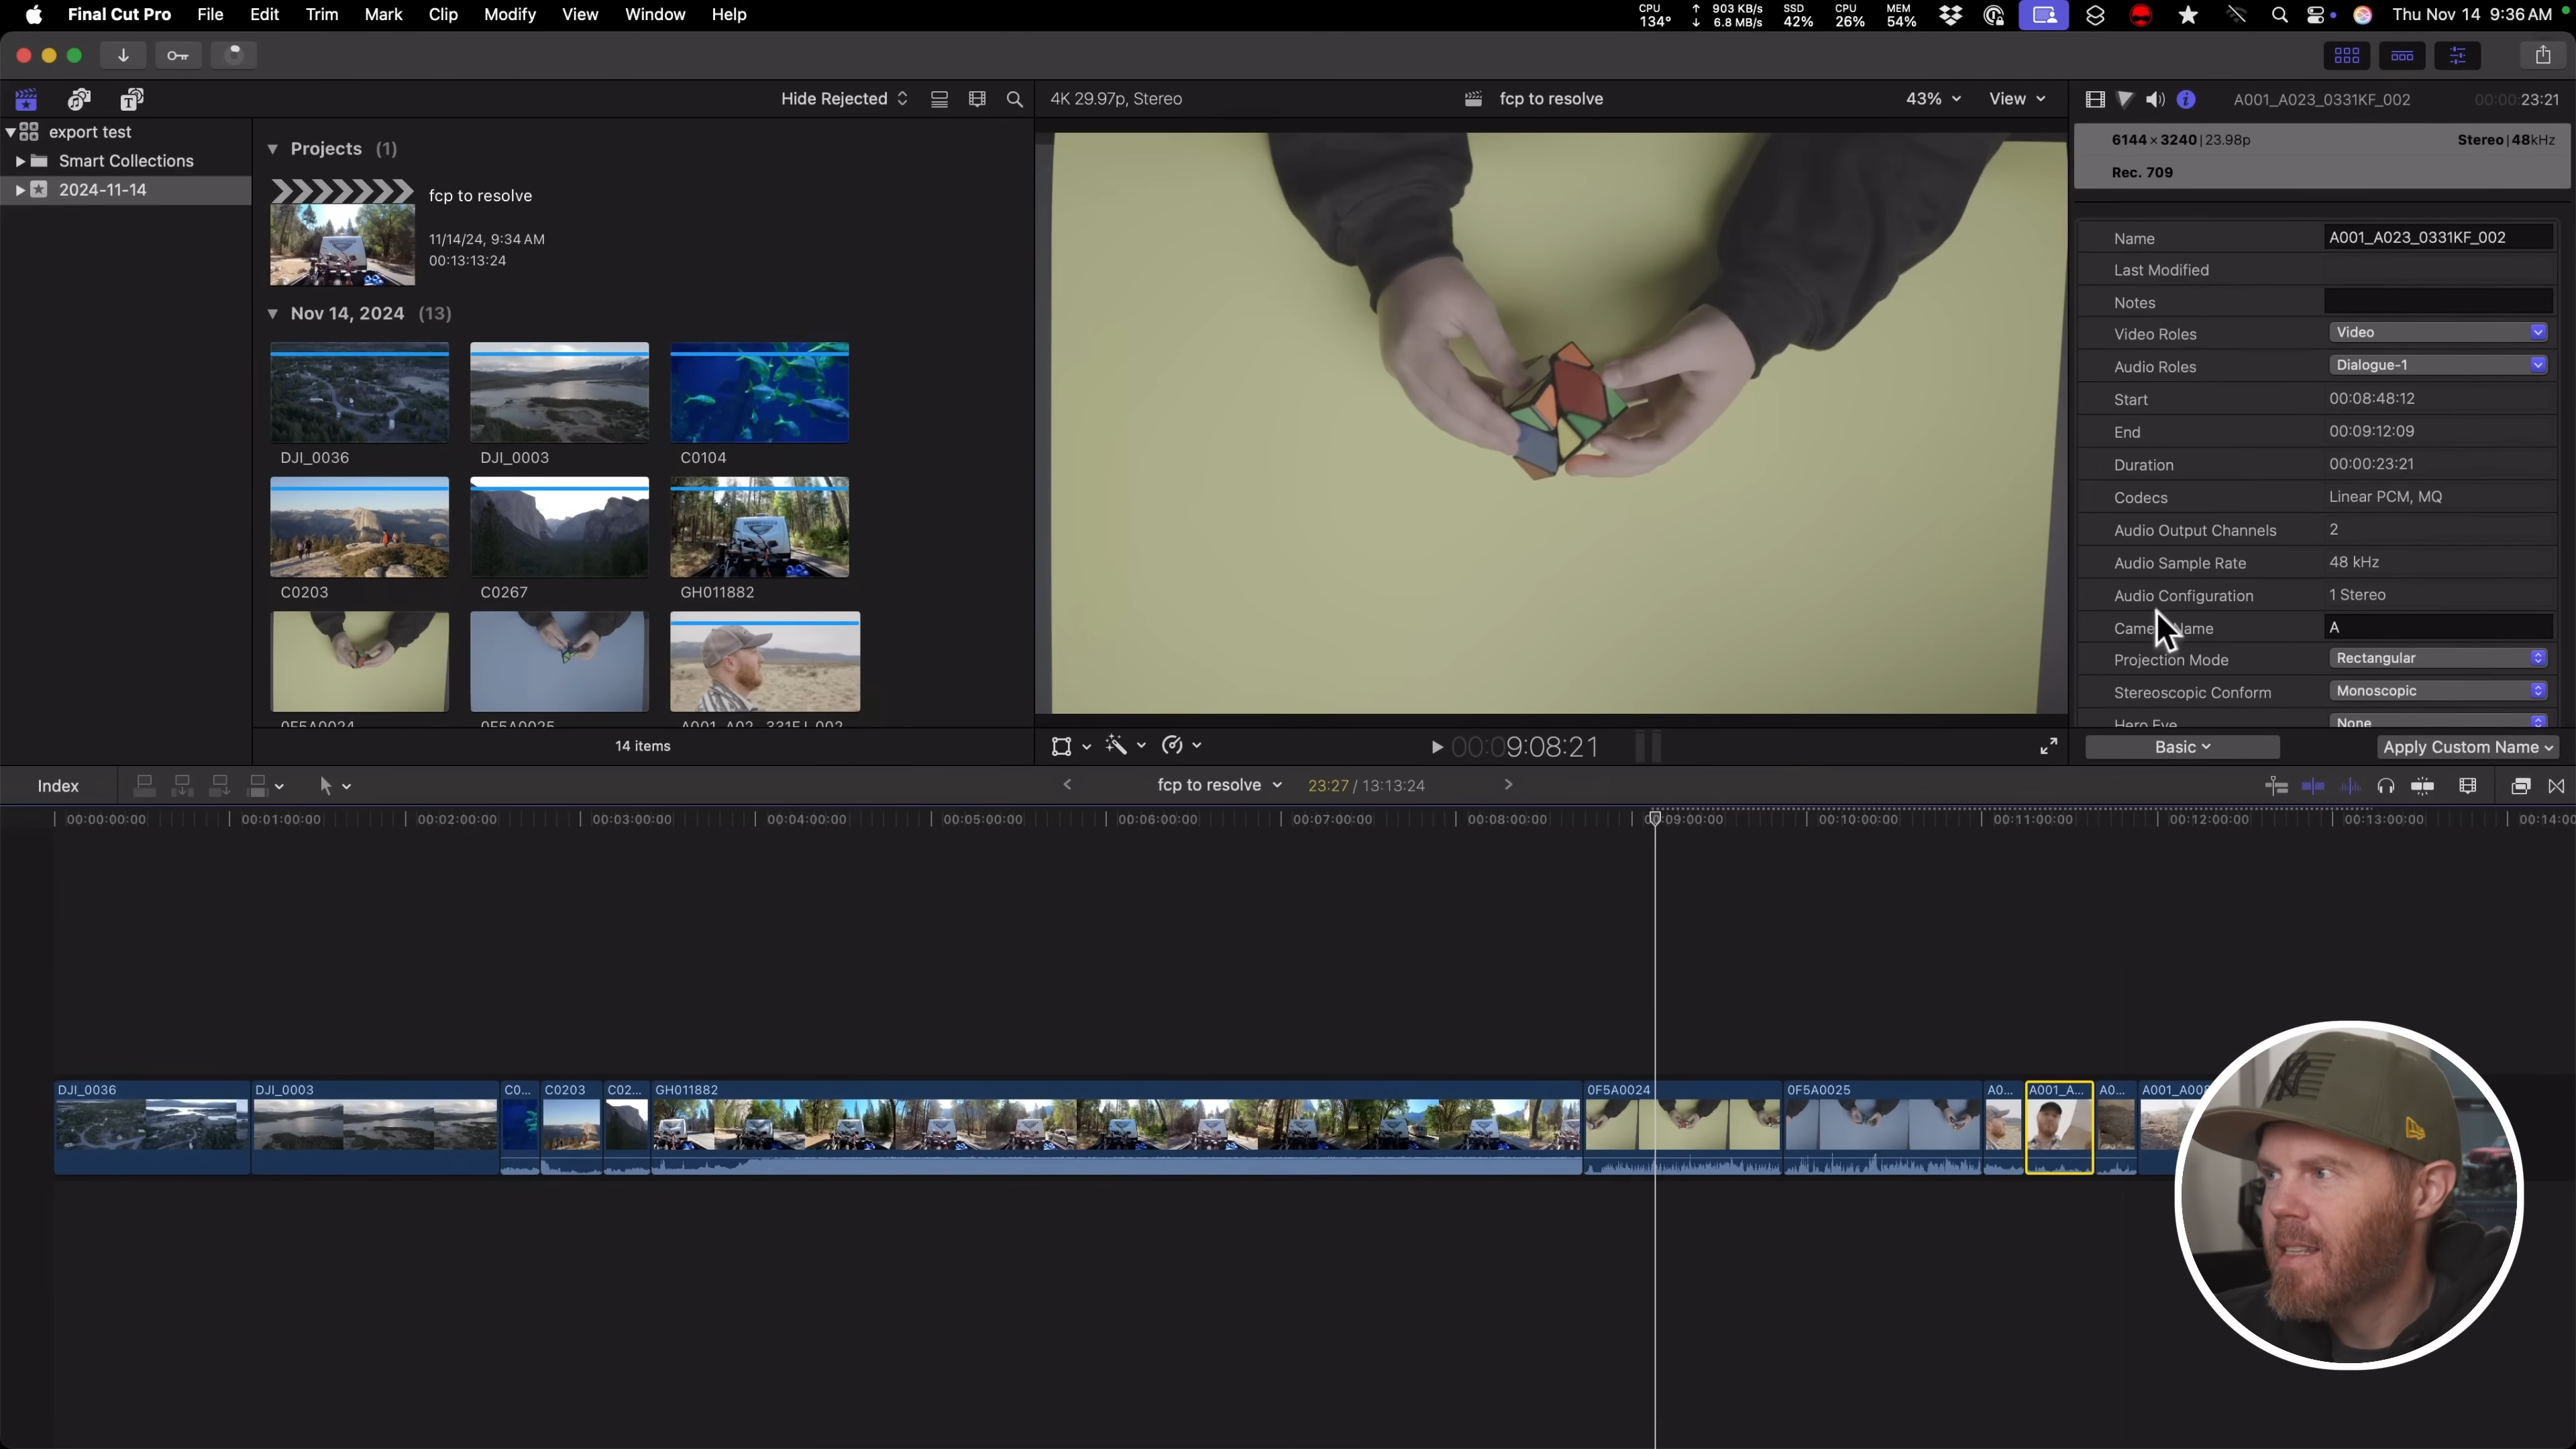 Final Cut Pro File Edit Trim Mark Clip Modify View Window Help
CPU 134° ↑ 903 KB/s ↓ 6.8 MB/s SSD 42% CPU 26% MEM 54% Thu Nov 14 9:36 AM
Hide Rejected
4K 29.97p, Stereo
fcp to resolve
43%
View
A001_A023_0331KF_002
00:00:23:21
export test
Smart Collections
2024-11-14
Projects (1)
fcp to resolve
11/14/24, 9:34 AM
00:13:13:24
Nov 14, 2024 (13)
DJI_0036
DJI_0003
C0104
C0203
C0267
GH011882
0F5A0024
0F5A0025
14 items
00:09:08:21
6144 × 3240 | 23.98p
Stereo | 48kHz
Rec. 709
Name A001_A023_0331KF_002
Last Modified
Notes
Video Roles Video
Audio Roles Dialogue-1
Start 00:08:48:12
End 00:09:12:09
Duration 00:00:23:21
Codecs Linear PCM, MQ
Audio Output Channels 2
Audio Sample Rate 48 kHz
Audio Configuration 1 Stereo
Came Name A
Projection Mode Rectangular
Stereoscopic Conform Monoscopic
Hero Eye None
Basic
Apply Custom Name
Index
fcp to resolve
23:27 / 13:13:24
00:00:00:00 00:01:00:00 00:02:00:00 00:03:00:00 00:04:00:00 00:05:00:00 00:06:00:00 00:07:00:00 00:08:00:00 00:09:00:00 00:10:00:00 00:11:00:00 00:12:00:00 00:13:00:00 00:14:00
DJI_0036 DJI_0003 C0... C0203 C02... GH011882 0F5A0024 0F5A0025 A0... A001_A... A0... A001_A00